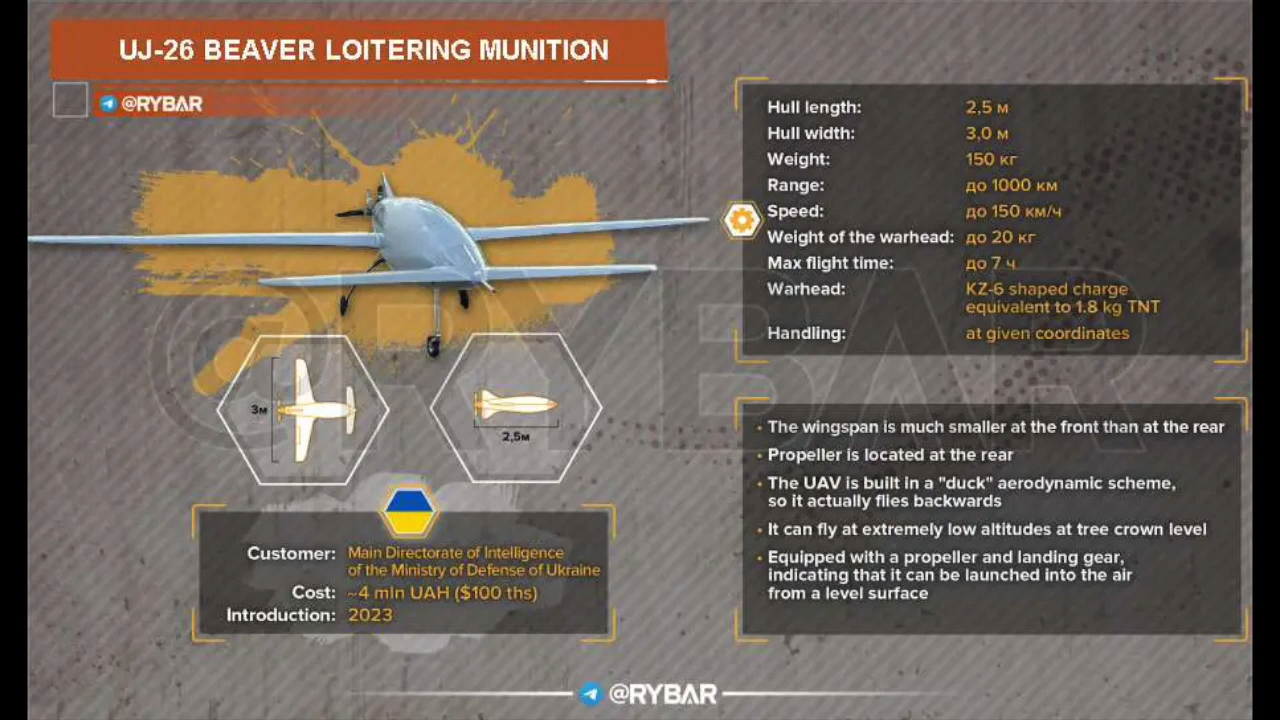 UJ-26 BEAVER LOITERING MUNITION
@RYBAR
Hull length: 2,5 м
Hull width: 3,0 м
Weight: 150 кг
Range: до 1000 км
Speed: до 150 км/ч
Weight of the warhead: до 20 кг
Max flight time: до 7 ч
Warhead: KZ-6 shaped charge
equivalent to 1.8 kg TNT
Handling: at given coordinates
3м
2,5м
• The wingspan is much smaller at the front than at the rear
• Propeller is located at the rear
• The UAV is built in a "duck" aerodynamic scheme,
so it actually flies backwards
• It can fly at extremely low altitudes at tree crown level
• Equipped with a propeller and landing gear,
indicating that it can be launched into the air
from a level surface
Customer: Main Directorate of Intelligence
of the Ministry of Defense of Ukraine
Cost: ~4 mln UAH ($100 ths)
Introduction: 2023
@RYBAR
@RYBAR